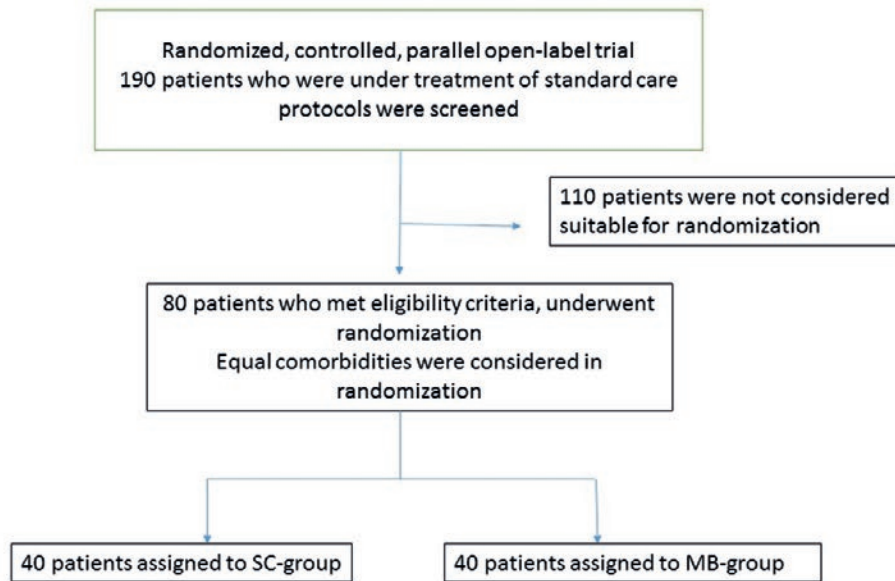 Randomized, controlled, parallel open-label trial
190 patients who were under treatment of standard care
protocols were screened
110 patients were not considered
suitable for randomization
80 patients who met eligibility criteria, underwent
randomization
Equal comorbidities were considered in
randomization
40 patients assigned to SC-group
40 patients assigned to MB-group